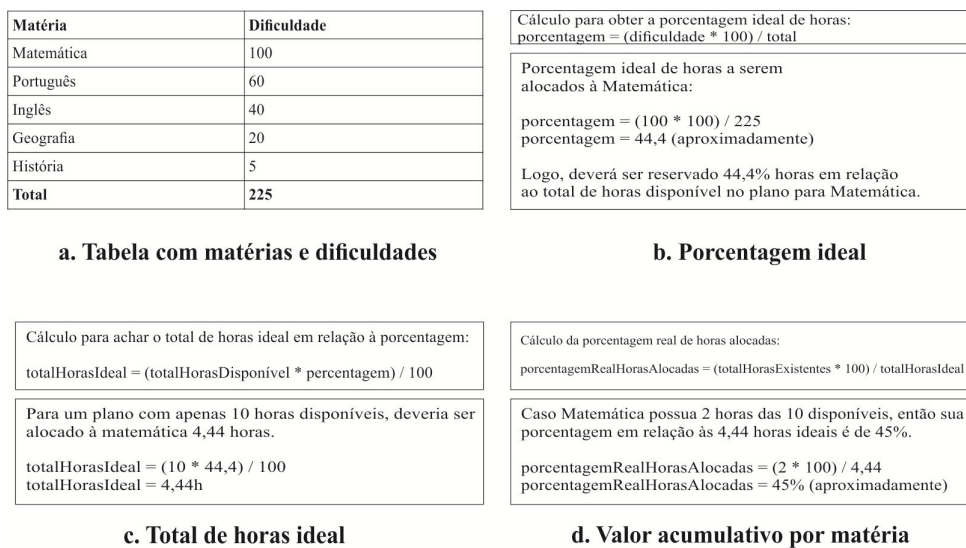 Matéria Dificuldade
Matemática 100
Português 60
Inglês 40
Geografia 20
História 5
Total 225
a. Tabela com matérias e dificuldades
Cálculo para obter a porcentagem ideal de horas:
porcentagem = (dificuldade * 100) / total
Porcentagem ideal de horas a serem
alocados à Matemática:
porcentagem = (100 * 100) / 225
porcentagem = 44,4 (aproximadamente)
Logo, deverá ser reservado 44,4% horas em relação
ao total de horas disponível no plano para Matemática.
b. Porcentagem ideal
Cálculo para achar o total de horas ideal em relação à porcentagem:
totalHorasIdeal = (totalHorasDisponível * percentagem) / 100
Para um plano com apenas 10 horas disponíveis, deveria ser
alocado à matemática 4,44 horas.
totalHorasIdeal = (10 * 44,4) / 100
totalHorasIdeal = 4,44h
c. Total de horas ideal
Cálculo da porcentagem real de horas alocadas:
porcentagemRealHorasAlocadas = (totalHorasExistentes * 100) / totalHorasIdeal
Caso Matemática possua 2 horas das 10 disponíveis, então sua
porcentagem em relação às 4,44 horas ideais é de 45%.
porcentagemRealHorasAlocadas = (2 * 100) / 4,44
porcentagemRealHorasAlocadas = 45% (aproximadamente)
d. Valor acumulativo por matéria